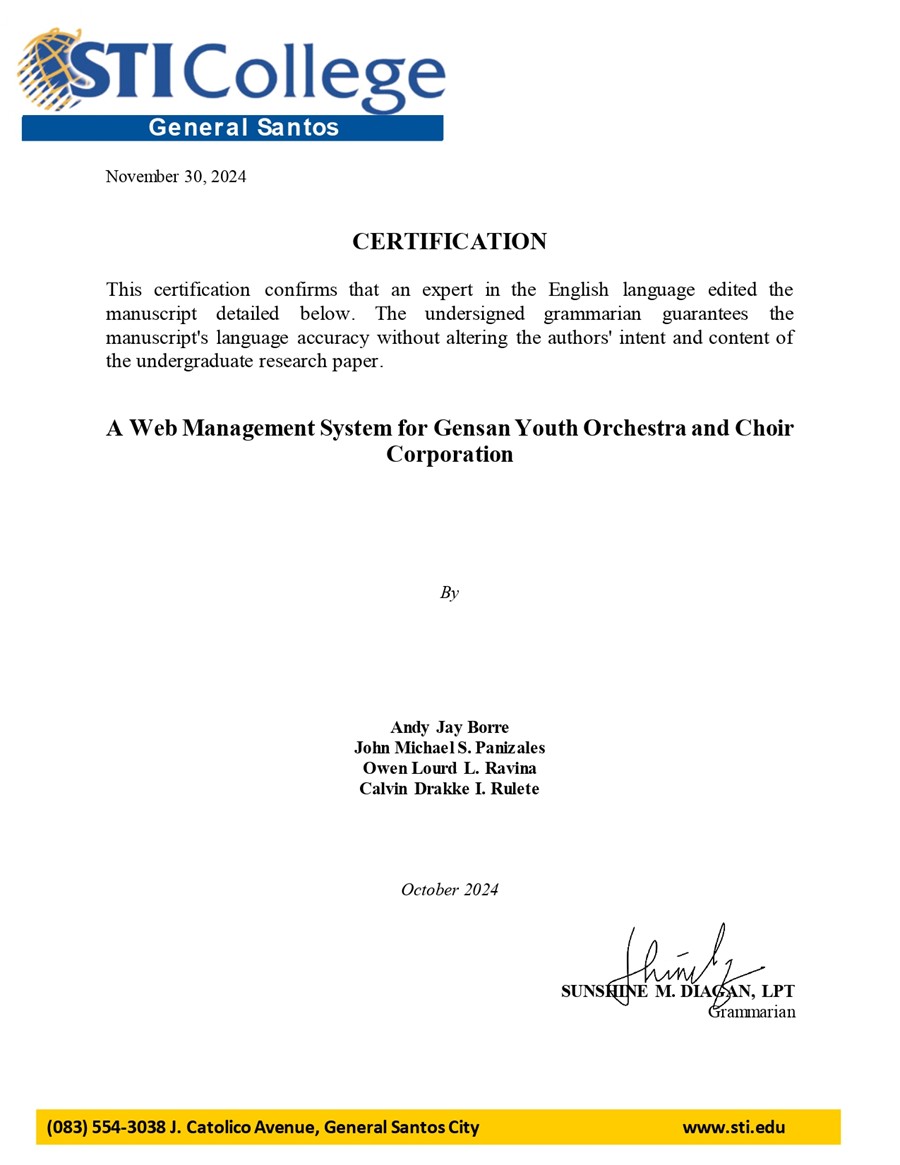 STI College
General Santos
November 30, 2024
CERTIFICATION
This certification confirms that an expert in the English language edited the
manuscript detailed below. The undersigned grammarian guarantees the
manuscript's language accuracy without altering the authors' intent and content of
the undergraduate research paper.
A Web Management System for Gensan Youth Orchestra and Choir
Corporation
By
Andy Jay Borre
John Michael S. Panizales
Owen Lourd L. Ravina
Calvin Drakke I. Rulete
October 2024
SUNSHINE M. DIAGAN, LPT
Grammarian
(083) 554-3038 J. Catolico Avenue, General Santos City www.sti.edu